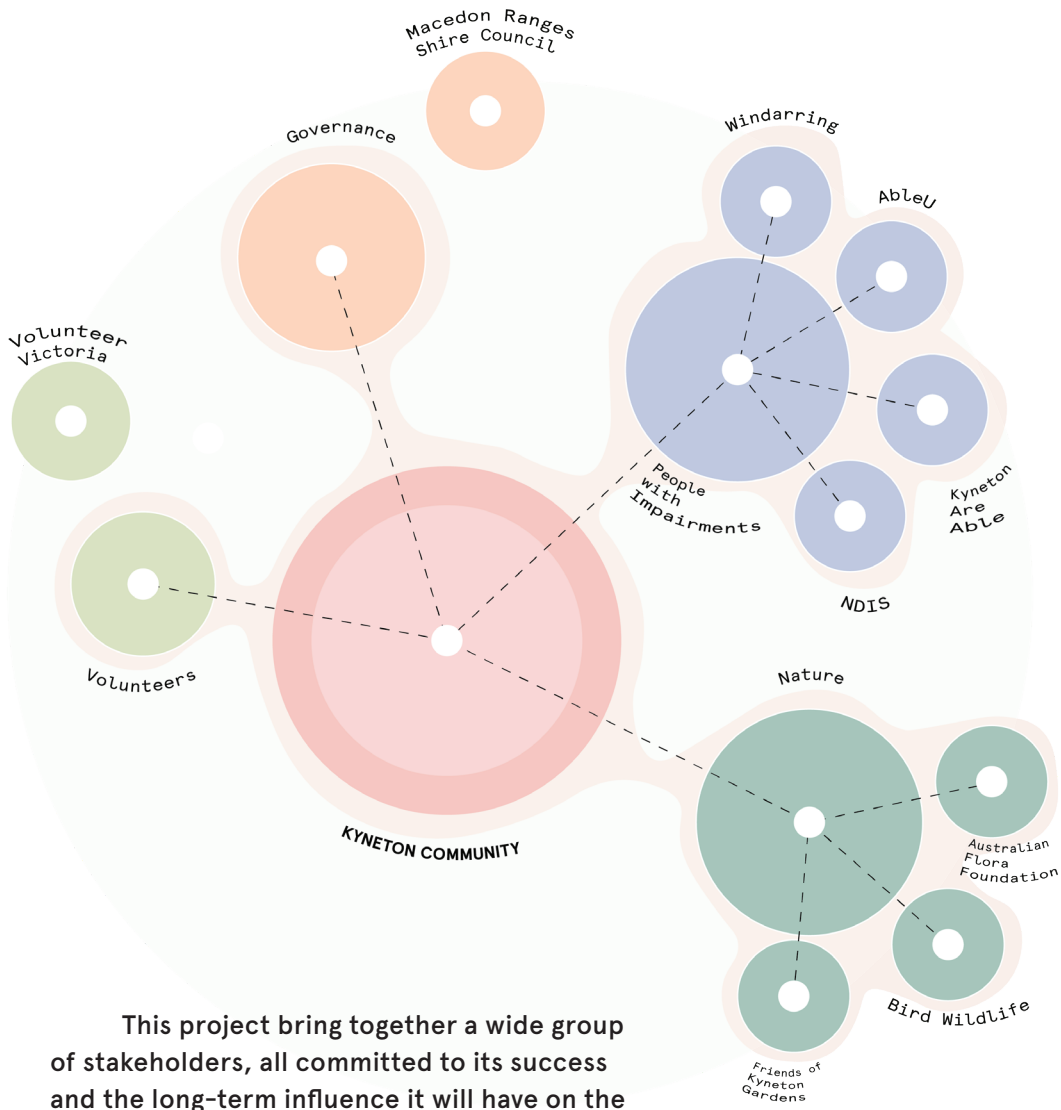 Macedon Ranges
Shire Council
Governance
Windarring
AbleU
Volunteer
Victoria
People
with
Impairments
Kyneton
Are
Able
NDIS
Volunteers
Nature
KYNETON COMMUNITY
Australian
Flora
Foundation
Bird Wildlife
Friends of
Kyneton
Gardens
This project bring together a wide group
of stakeholders, all committed to its success
and the long-term influence it will have on the